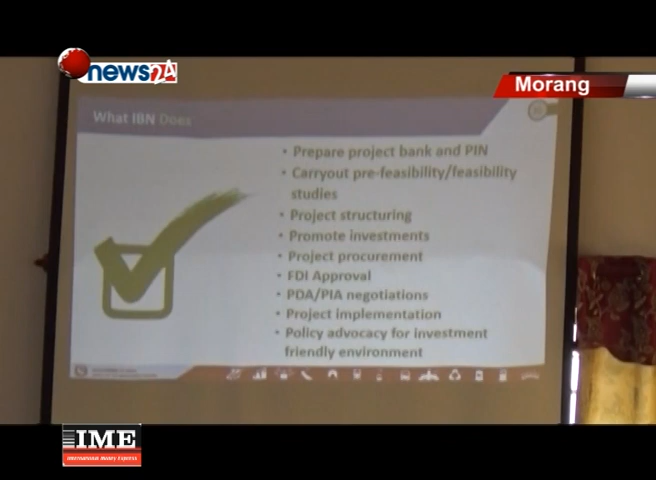 news24
Morang
What IBN Does
• Prepare project bank and PIN
• Carryout pre-feasibility/feasibility
studies
• Project structuring
• Promote investments
• Project procurement
• FDI Approval
• PDA/PIA negotiations
• Project implementation
• Policy advocacy for investment
friendly environment
IME
International Money Express